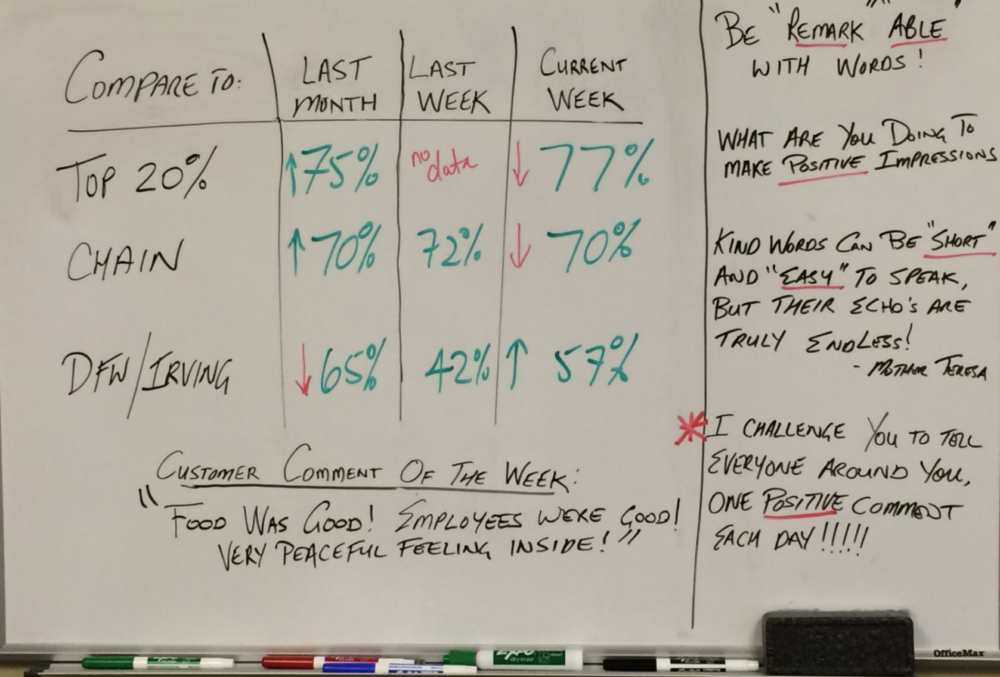 COMPARE TO:
LAST MONTH
LAST WEEK
CURRENT WEEK
TOP 20%
↑75%
no data
↓ 77%
CHAIN
↑70%
72%
↓ 70%
DFW/IRVING
↓65%
42%
↑ 57%
CUSTOMER COMMENT OF THE WEEK:
"FOOD WAS GOOD! EMPLOYEES WERE GOOD!
VERY PEACEFUL FEELING INSIDE!"
BE "REMARK" ABLE
WITH WORDS!
WHAT ARE YOU DOING TO
MAKE POSITIVE IMPRESSIONS
KIND WORDS CAN BE "SHORT"
AND "EASY" TO SPEAK,
BUT THEIR ECHO'S ARE
TRULY ENDLESS!
- MOTHER TERESA
* I CHALLENGE YOU TO TELL
EVERYONE AROUND YOU,
ONE POSITIVE COMMENT
EACH DAY!!!!!
EXPO
dry erase
OfficeMax